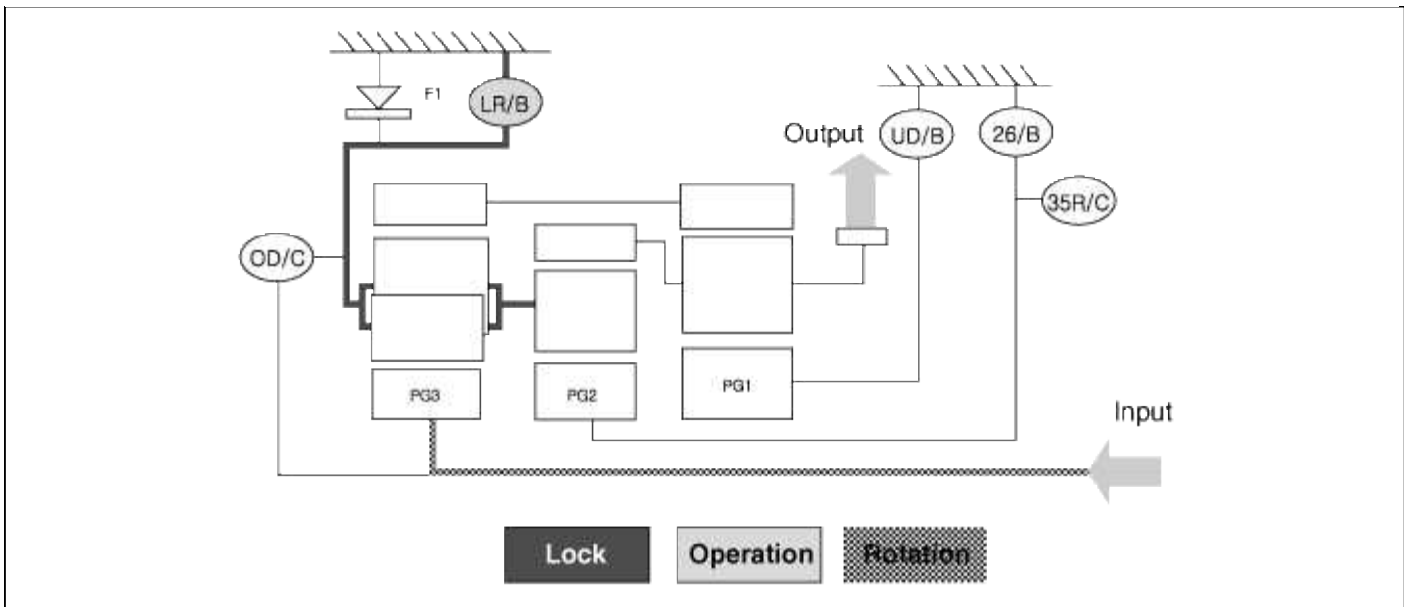 F1
LR/B
Output
UD/B
26/B
35R/C
OD/C
PG3
PG2
PG1
Input
Lock
Operation
Rotation